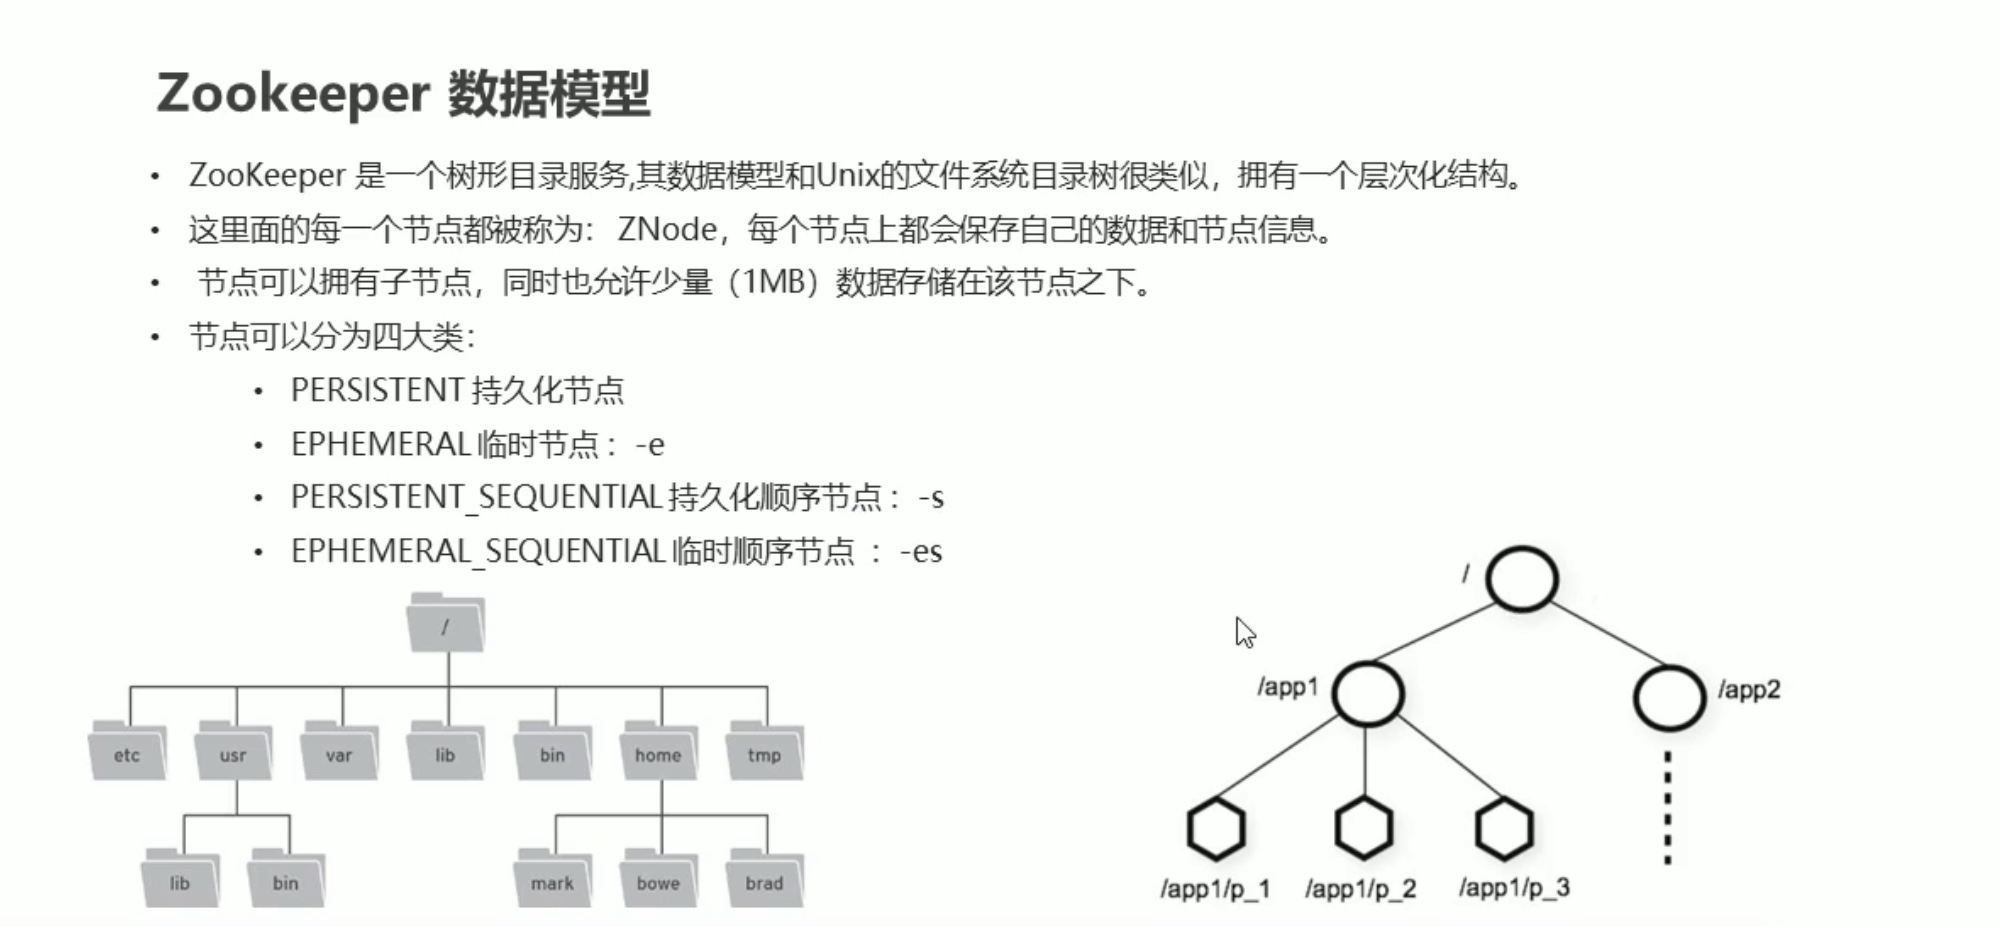 Zookeeper 数据模型
• ZooKeeper 是一个树形目录服务,其数据模型和Unix的文件系统目录树很类似，拥有一个层次化结构。
• 这里面的每一个节点都被称为： ZNode，每个节点上都会保存自己的数据和节点信息。
• 节点可以拥有子节点，同时也允许少量（1MB）数据存储在该节点之下。
• 节点可以分为四大类：
• PERSISTENT 持久化节点
• EPHEMERAL 临时节点 ：-e
• PERSISTENT_SEQUENTIAL 持久化顺序节点 ：-s
• EPHEMERAL_SEQUENTIAL 临时顺序节点 ：-es
/
etc usr var lib bin home tmp
lib bin mark bowe brad
/
/app1 /app2
/app1/p_1 /app1/p_2 /app1/p_3